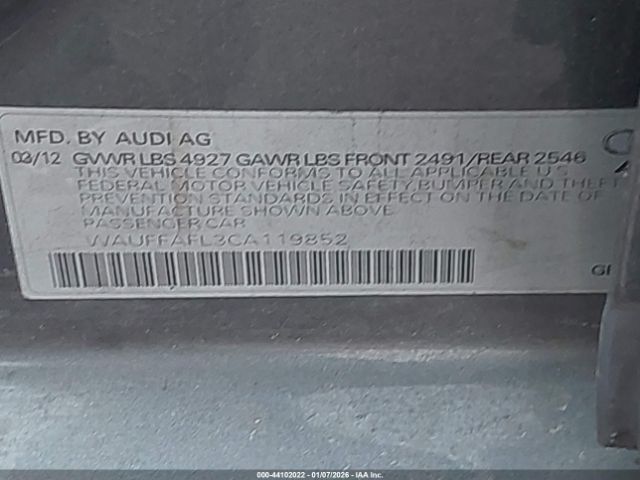 MFD. BY AUDI AG
03/12 GVWR LBS 4927 GAWR LBS FRONT 2491/REAR 2546
THIS VEHICLE CONFORMS TO ALL APPLICABLE U'S
FEDERAL MOTOR VEHICLE SAFETY,BUMPER AND THEFT
PREVENTION STANDARDS IN EFFECT ON THE DATE OF
MANUFACTURE SHOWN ABOVE.
PASSENGER CAR
WAUFFAFL3CA119852
000-44102022 - 01/07/2026 - IAA Inc.